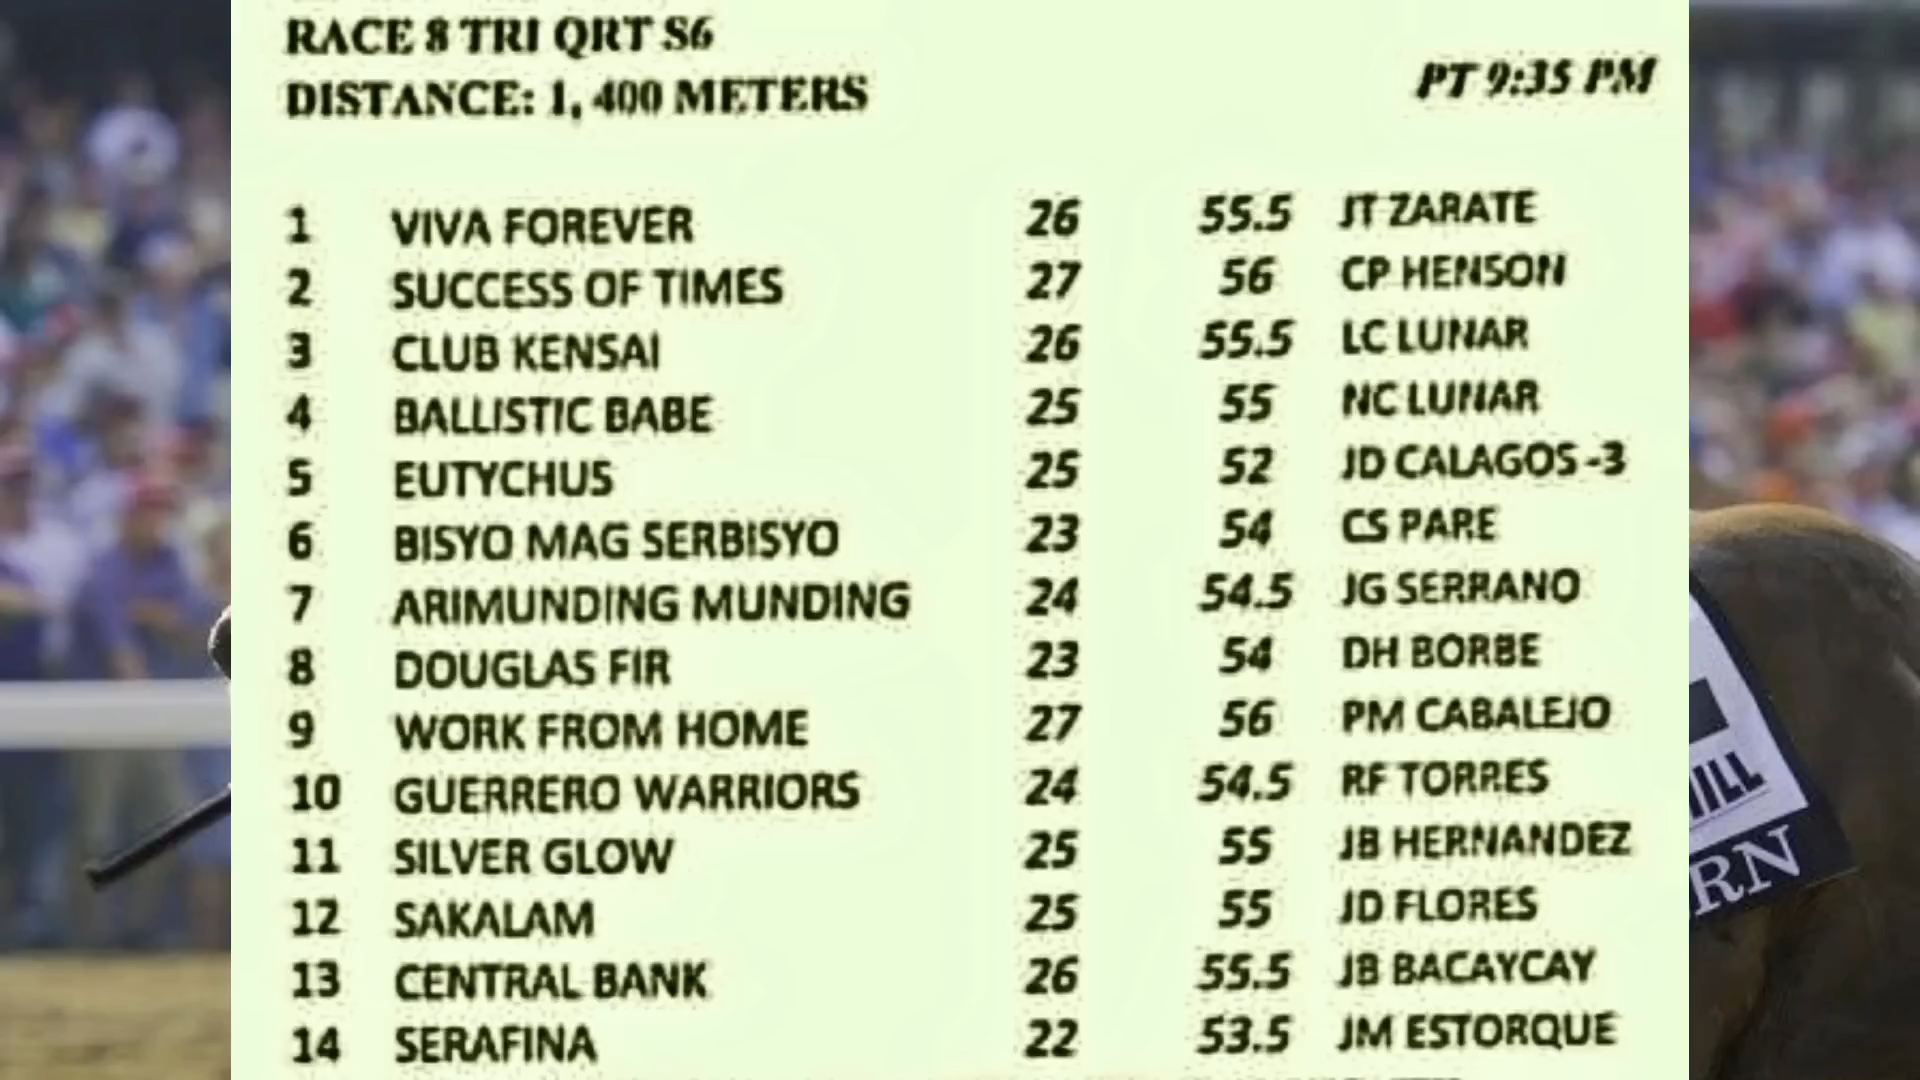 RACE 8 TRI QRT S6
DISTANCE: 1, 400 METERS
PT 9:35 PM
1 VIVA FOREVER 26 55.5 JT ZARATE
2 SUCCESS OF TIMES 27 56 CP HENSON
3 CLUB KENSAI 26 55.5 LC LUNAR
4 BALLISTIC BABE 25 55 NC LUNAR
5 EUTYCHUS 25 52 JD CALAGOS -3
6 BISYO MAG SERBISYO 23 54 CS PARE
7 ARIMUNDING MUNDING 24 54.5 JG SERRANO
8 DOUGLAS FIR 23 54 DH BORBE
9 WORK FROM HOME 27 56 PM CABALEJO
10 GUERRERO WARRIORS 24 54.5 RF TORRES
11 SILVER GLOW 25 55 JB HERNANDEZ
12 SAKALAM 25 55 JD FLORES
13 CENTRAL BANK 26 55.5 JB BACAYCAY
14 SERAFINA 22 53.5 JM ESTORQUE